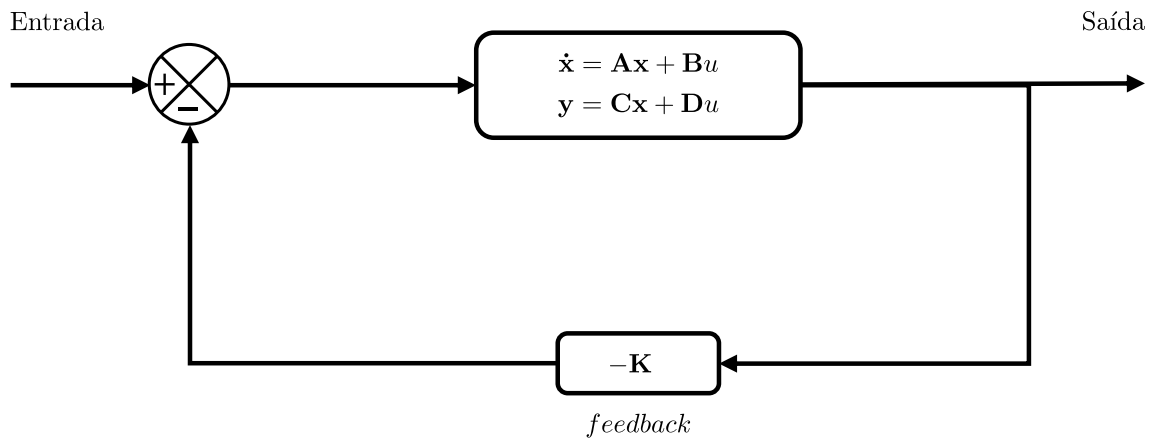 Entrada
Saída
+
−
ẋ = Ax + Bu
y = Cx + Du
−K
feedback